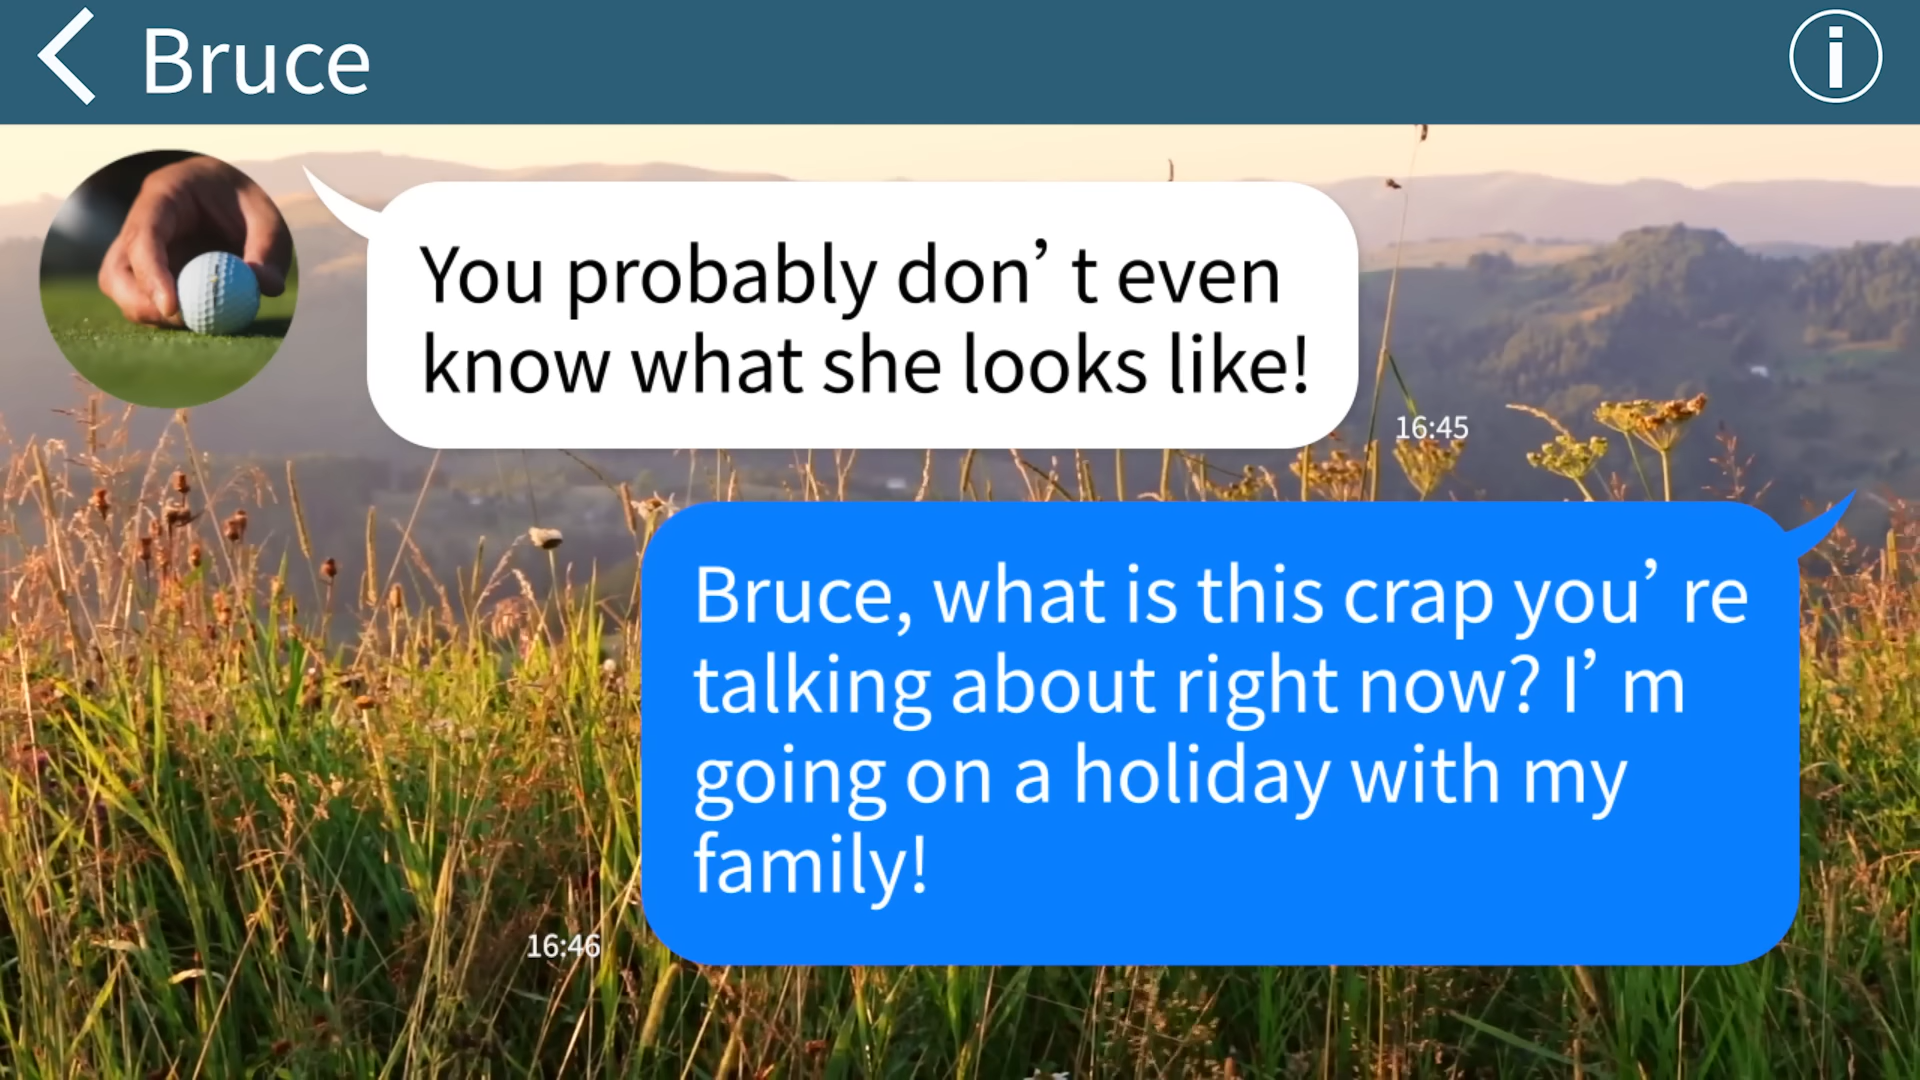 Bruce
You probably don’ t even
know what she looks like!
16:45
Bruce, what is this crap you’ re
talking about right now? I’ m
going on a holiday with my
family!
16:46